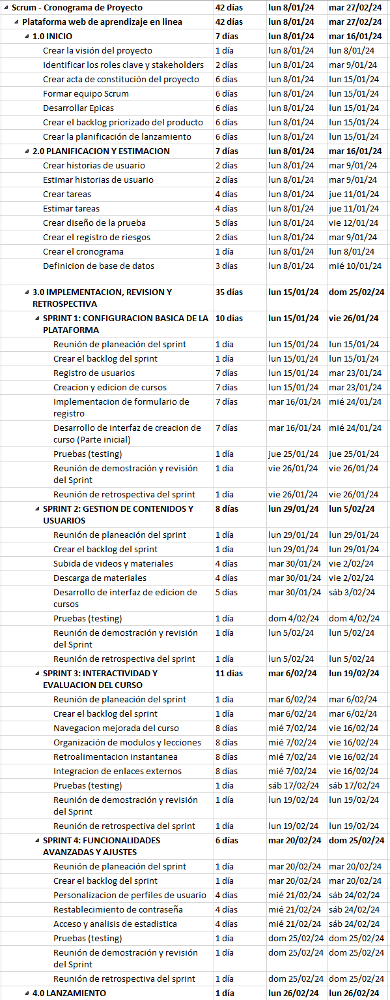 Scrum - Cronograma de Proyecto 42 días lun 8/01/24 mar 27/02/24
Plataforma web de aprendizaje en linea 42 días lun 8/01/24 mar 27/02/24
1.0 INICIO 7 días lun 8/01/24 mar 16/01/24
Crear la visión del proyecto 1 día lun 8/01/24 lun 8/01/24
Identificar los roles clave y stakeholders 2 días lun 8/01/24 mar 9/01/24
Crear acta de constitución del proyecto 6 días lun 8/01/24 lun 15/01/24
Formar equipo Scrum 6 días lun 8/01/24 lun 15/01/24
Desarrollar Epicas 6 días lun 8/01/24 lun 15/01/24
Crear el backlog priorizado del producto 6 días lun 8/01/24 lun 15/01/24
Crear la planificación de lanzamiento 6 días lun 8/01/24 lun 15/01/24
2.0 PLANIFICACION Y ESTIMACION 7 días lun 8/01/24 mar 16/01/24
Crear historias de usuario 2 días lun 8/01/24 mar 9/01/24
Estimar historias de usuario 2 días lun 8/01/24 mar 9/01/24
Crear tareas 4 días lun 8/01/24 jue 11/01/24
Estimar tareas 4 días lun 8/01/24 jue 11/01/24
Crear diseño de la prueba 5 días lun 8/01/24 vie 12/01/24
Crear el registro de riesgos 2 días lun 8/01/24 mar 9/01/24
Crear el cronograma 1 día lun 8/01/24 lun 8/01/24
Definicion de base de datos 3 días lun 8/01/24 mié 10/01/24
3.0 IMPLEMENTACION, REVISION Y 35 días lun 15/01/24 dom 25/02/24
RETROSPECTIVA
SPRINT 1: CONFIGURACION BASICA DE LA 10 días lun 15/01/24 vie 26/01/24
PLATAFORMA
Reunión de planeación del sprint 1 día lun 15/01/24 lun 15/01/24
Crear el backlog del sprint 1 día lun 15/01/24 lun 15/01/24
Registro de usuarios 7 días lun 15/01/24 mar 23/01/24
Creacion y edicion de cursos 7 días lun 15/01/24 mar 23/01/24
Implementacion de formulario de 7 días mar 16/01/24 mié 24/01/24
registro
Desarrollo de interfaz de creacion de 7 días mar 16/01/24 mié 24/01/24
curso (Parte inicial)
Pruebas (testing) 1 día jue 25/01/24 jue 25/01/24
Reunión de demostración y revisión 1 día vie 26/01/24 vie 26/01/24
del Sprint
Reunión de retrospectiva del sprint 1 día vie 26/01/24 vie 26/01/24
SPRINT 2: GESTION DE CONTENIDOS Y 8 días lun 29/01/24 lun 5/02/24
USUARIOS
Reunión de planeación del sprint 1 día lun 29/01/24 lun 29/01/24
Crear el backlog del sprint 1 día lun 29/01/24 lun 29/01/24
Subida de videos y materiales 4 días mar 30/01/24 vie 2/02/24
Descarga de materiales 4 días mar 30/01/24 vie 2/02/24
Desarrollo de interfaz de edicion de 5 días mar 30/01/24 sáb 3/02/24
cursos
Pruebas (testing) 1 día dom 4/02/24 dom 4/02/24
Reunión de demostración y revisión 1 día lun 5/02/24 lun 5/02/24
del Sprint
Reunión de retrospectiva del sprint 1 día lun 5/02/24 lun 5/02/24
SPRINT 3: INTERACTIVIDAD Y 11 días mar 6/02/24 lun 19/02/24
EVALUACION DEL CURSO
Reunión de planeación del sprint 1 día mar 6/02/24 mar 6/02/24
Crear el backlog del sprint 1 día mar 6/02/24 mar 6/02/24
Navegacion mejorada del curso 8 días mié 7/02/24 vie 16/02/24
Organización de modulos y lecciones 8 días mié 7/02/24 vie 16/02/24
Retroalimentacion instantanea 8 días mié 7/02/24 vie 16/02/24
Integracion de enlaces externos 8 días mié 7/02/24 vie 16/02/24
Pruebas (testing) 1 día sáb 17/02/24 sáb 17/02/24
Reunión de demostración y revisión 1 día lun 19/02/24 lun 19/02/24
del Sprint
Reunión de retrospectiva del sprint 1 día lun 19/02/24 lun 19/02/24
SPRINT 4: FUNCIONALIDADES 6 días mar 20/02/24 dom 25/02/24
AVANZADAS Y AJUSTES
Reunión de planeación del sprint 1 día mar 20/02/24 mar 20/02/24
Crear el backlog del sprint 1 día mar 20/02/24 mar 20/02/24
Personalizacion de perfiles de usuario 4 días mié 21/02/24 sáb 24/02/24
Restablecimiento de contraseña 4 días mié 21/02/24 sáb 24/02/24
Acceso y analisis de estadistica 4 días mié 21/02/24 sáb 24/02/24
Pruebas (testing) 1 día dom 25/02/24 dom 25/02/24
Reunión de demostración y revisión 1 día dom 25/02/24 dom 25/02/24
del Sprint
Reunión de retrospectiva del sprint 1 día dom 25/02/24 dom 25/02/24
4.0 LANZAMIENTO 1 día lun 26/02/24 lun 26/02/24